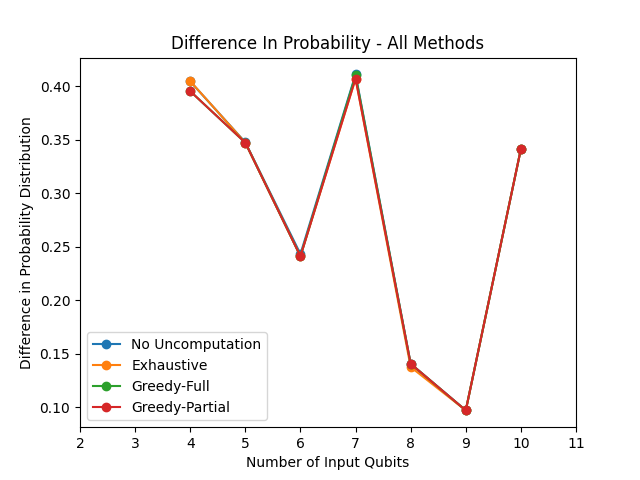 Difference In Probability - All Methods
Difference in Probability Distribution
0.40
0.35
0.30
0.25
0.20
0.15
0.10
No Uncomputation
Exhaustive
Greedy-Full
Greedy-Partial
2 3 4 5 6 7 8 9 10 11
Number of Input Qubits